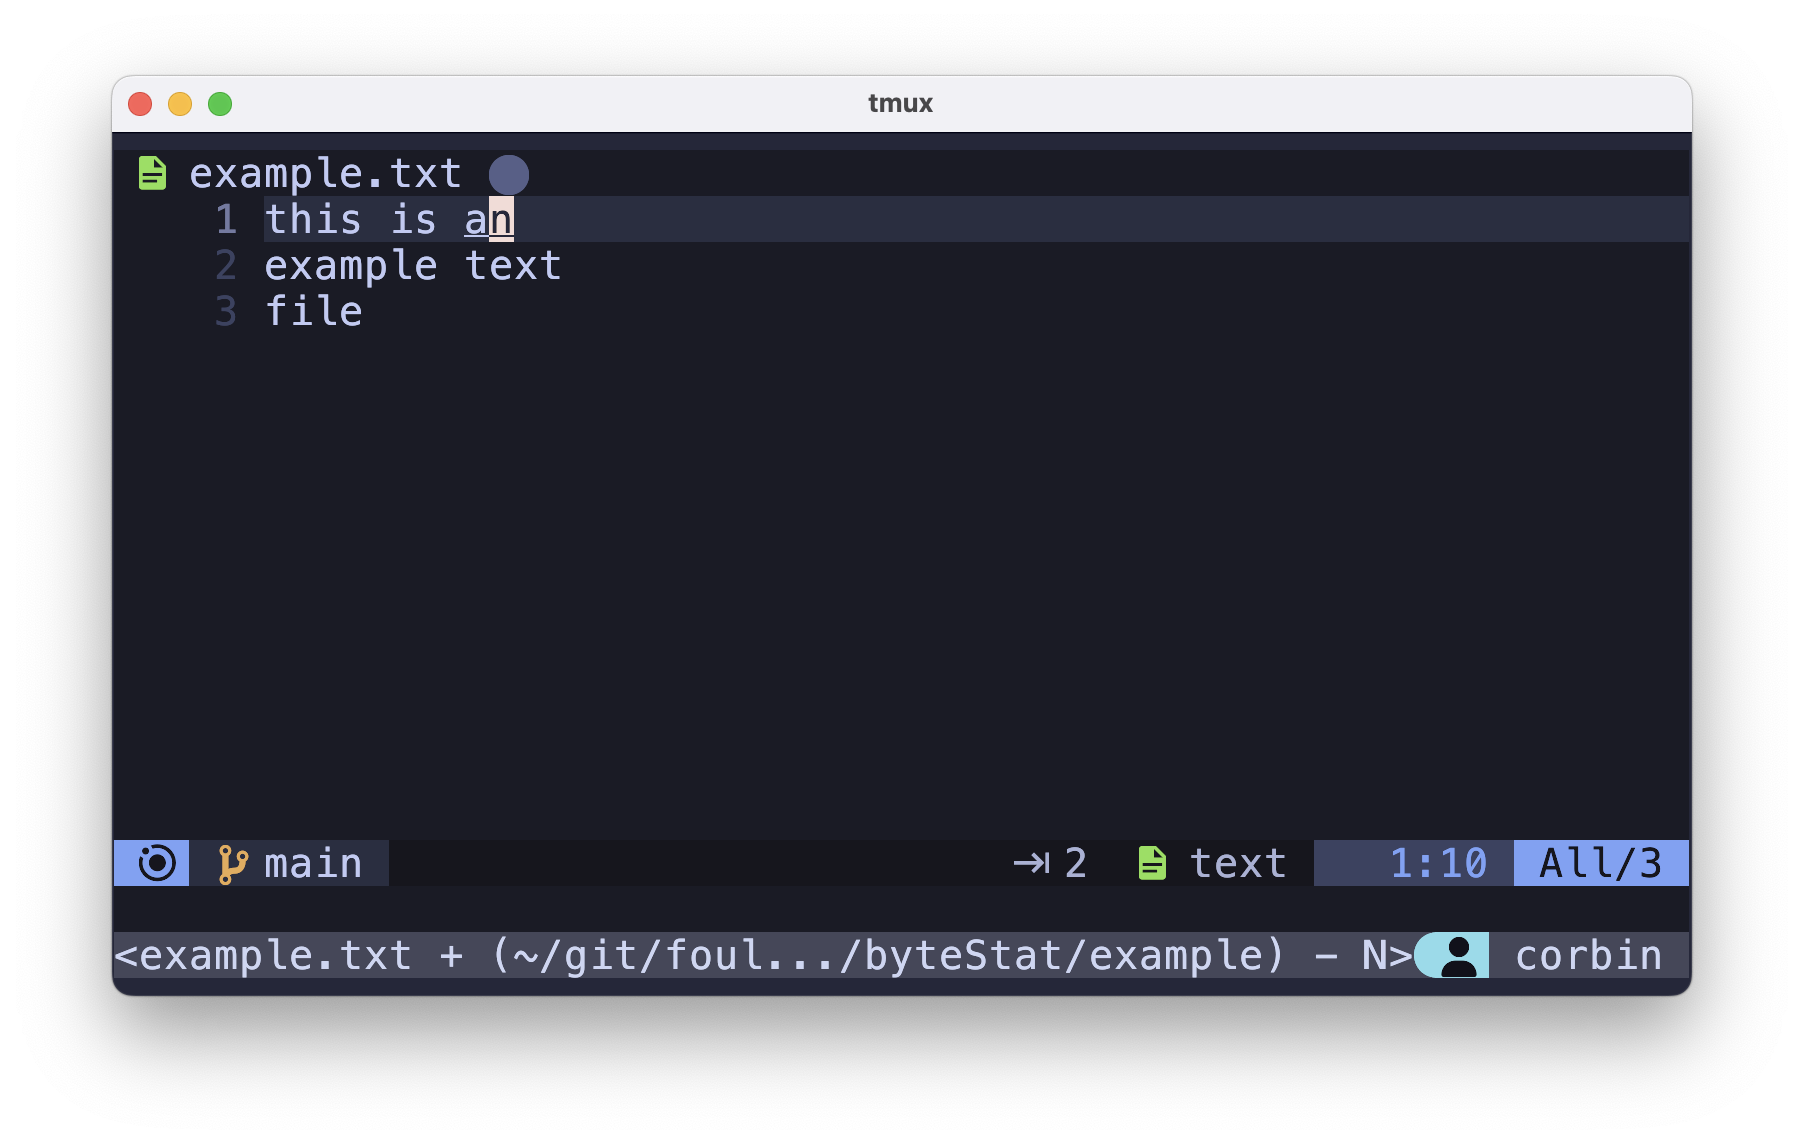 tmux
example.txt
1 this is an
2 example text
3 file
main 2 text 1:10 All/3
<example.txt + (~/git/foul.../byteStat/example) - N> corbin